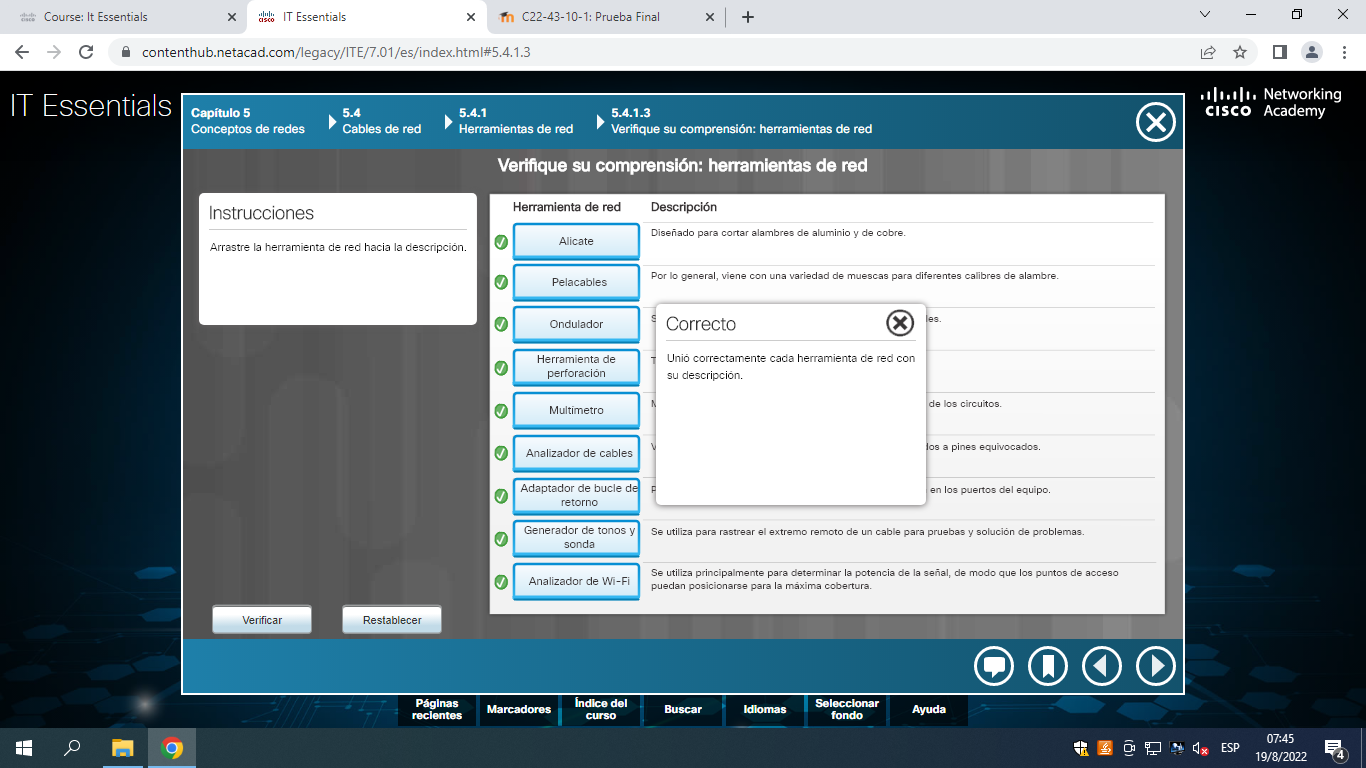 Course: It Essentials
IT Essentials
C22-43-10-1: Prueba Final
contenthub.netacad.com/legacy/ITE/7.01/es/index.html#5.4.1.3
IT Essentials
Capítulo 5
Conceptos de redes
5.4
Cables de red
5.4.1
Herramientas de red
5.4.1.3
Verifique su comprensión: herramientas de red
CISCO
Networking
Academy
Verifique su comprensión: herramientas de red
Instrucciones
Arrastre la herramienta de red hacia la descripción.
Herramienta de red
Descripción
Alicate
Diseñado para cortar alambres de aluminio y de cobre.
Pelacables
Por lo general, viene con una variedad de muescas para diferentes calibres de alambre.
Ondulador
Herramienta de
perforación
Multímetro
de los circuitos.
Analizador de cables
a pines equivocados.
Adaptador de bucle de
retorno
en los puertos del equipo.
Generador de tonos y
sonda
Se utiliza para rastrear el extremo remoto de un cable para pruebas y solución de problemas.
Analizador de Wi-Fi
Se utiliza principalmente para determinar la potencia de la señal, de modo que los puntos de acceso
puedan posicionarse para la máxima cobertura.
Correcto
Unió correctamente cada herramienta de red con
su descripción.
Verificar
Restablecer
Páginas
recientes
Marcadores
Índice del
curso
Buscar
Idiomas
Seleccionar
fondo
Ayuda
ESP
07:45
19/8/2022
4